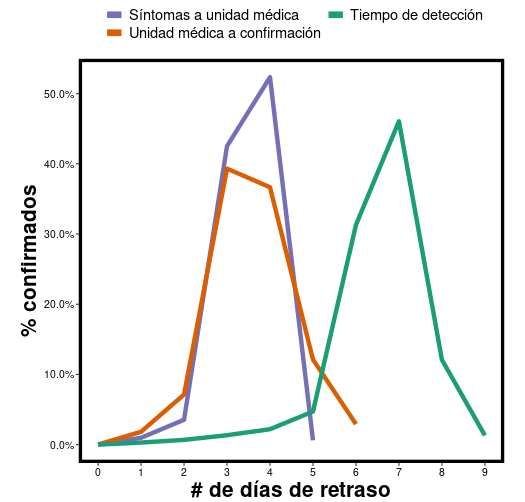 Síntomas a unidad médica
Tiempo de detección
Unidad médica a confirmación
50.0%
40.0%
30.0%
20.0%
10.0%
0.0%
% confirmados
0 1 2 3 4 5 6 7 8 9
# de días de retraso